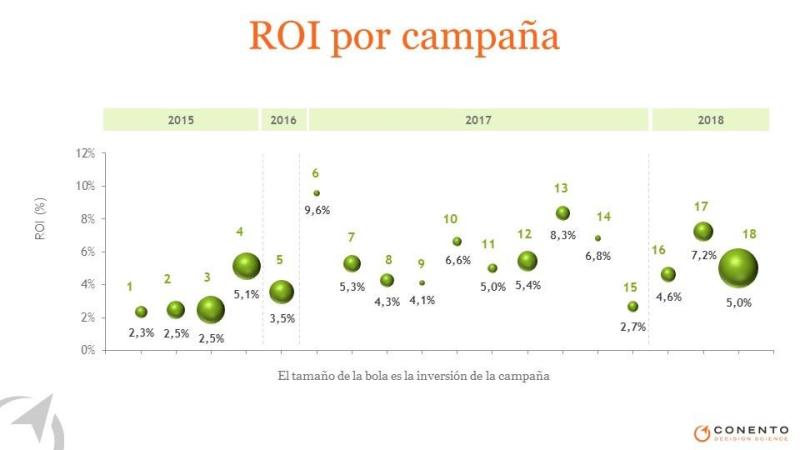 ROI por campaña
2015 2016 2017 2018
12%
10%
8%
6%
4%
2%
0%
ROI (%)
1 2 3 4 5 6 7 8 9 10 11 12 13 14 15 16 17 18
2,3% 2,5% 2,5% 5,1% 3,5% 9,6% 5,3% 4,3% 4,1% 6,6% 5,0% 5,4% 8,3% 6,8% 2,7% 4,6% 7,2% 5,0%
El tamaño de la bola es la inversión de la campaña
CONENTO
DECISION SCIENCE